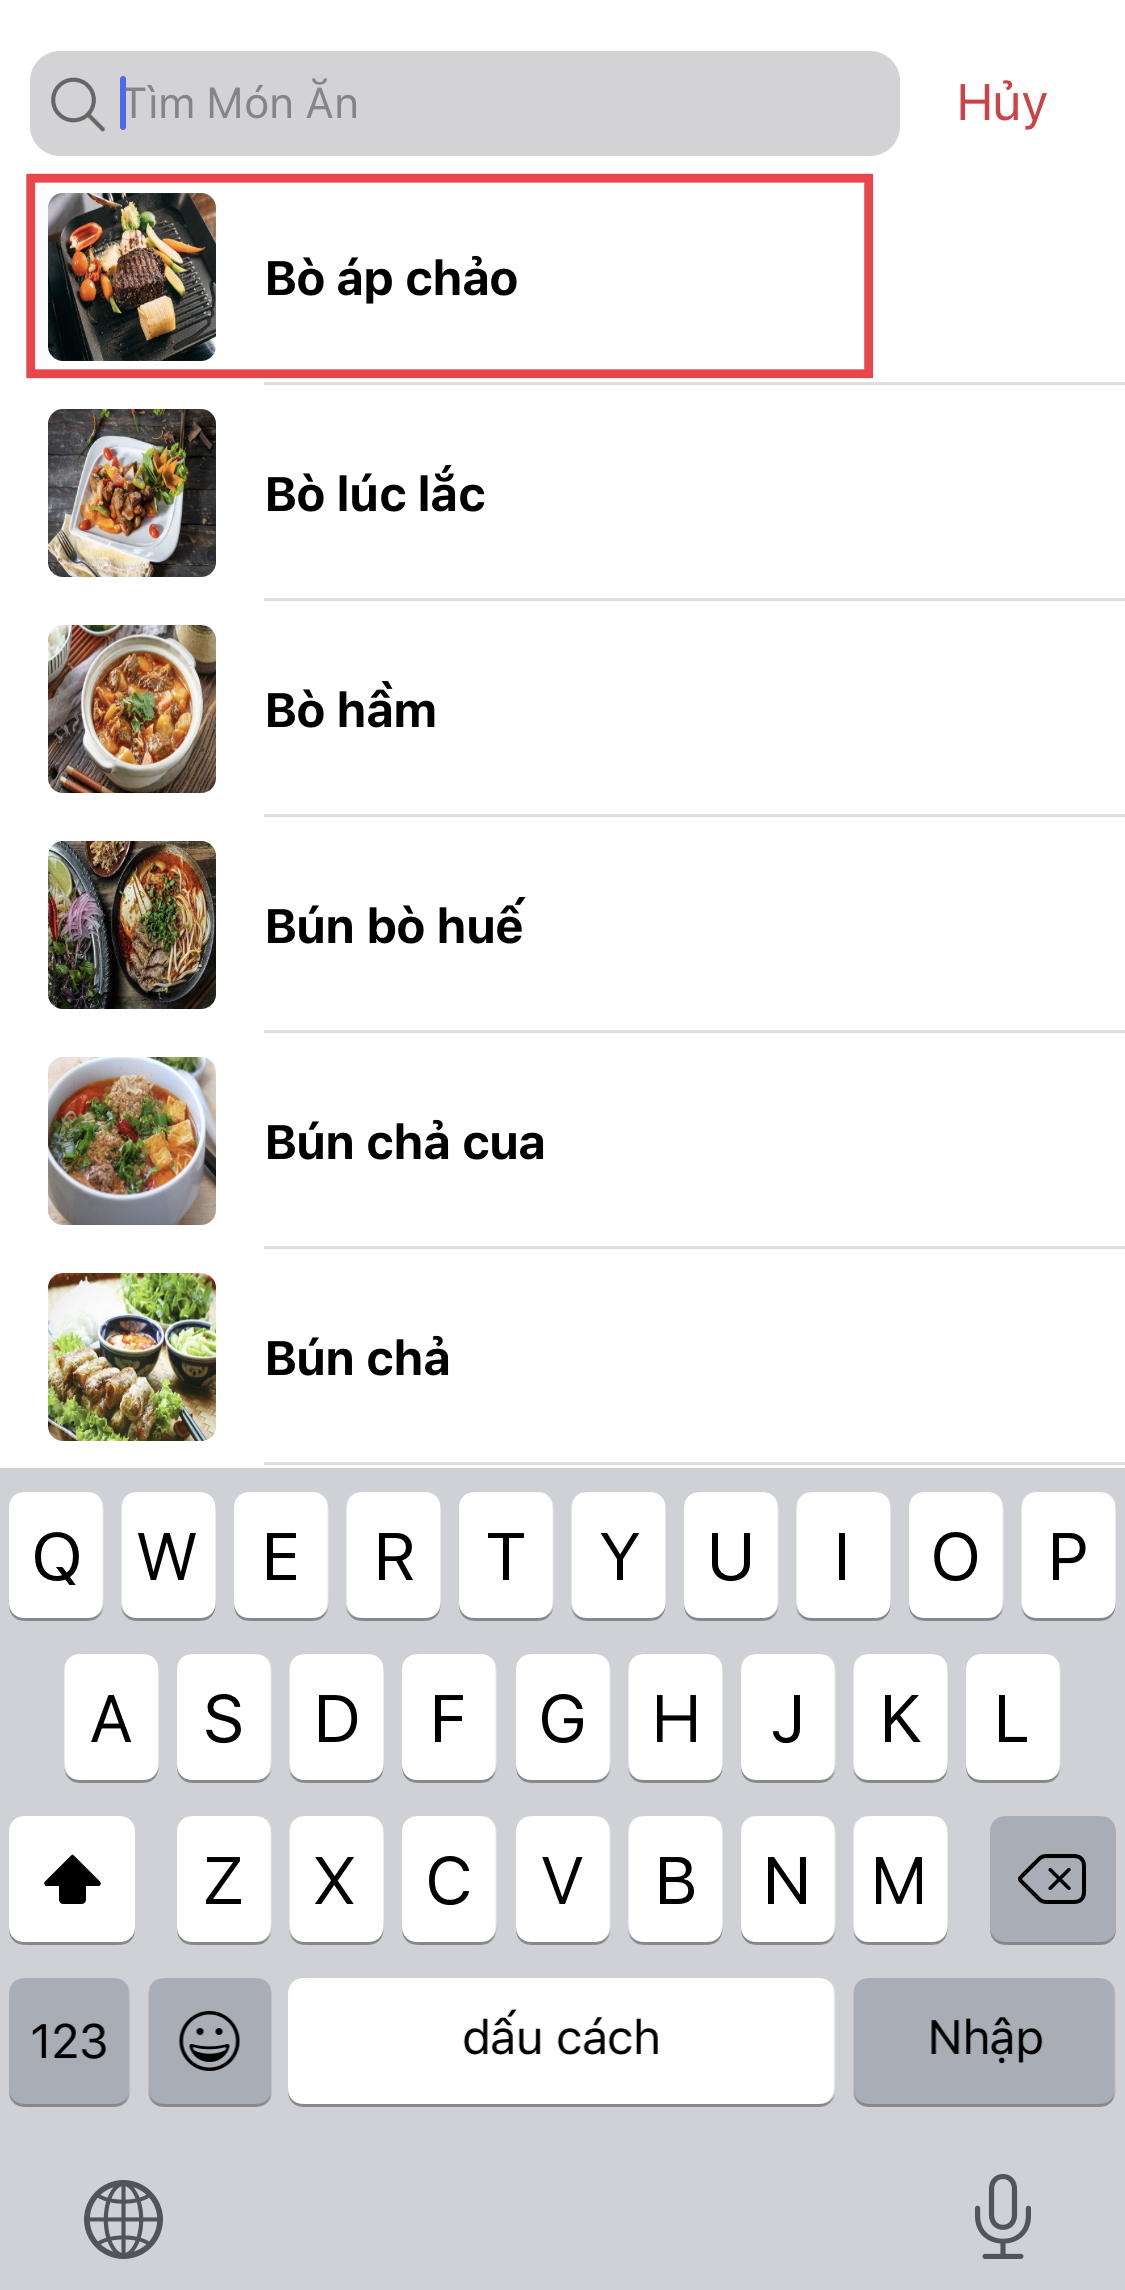 Tìm Món Ăn
Hủy
Bò áp chảo
Bò lúc lắc
Bò hầm
Bún bò huế
Bún chả cua
Bún chả
Q W E R T Y U I O P
A S D F G H J K L
Z X C V B N M
123 dấu cách Nhập